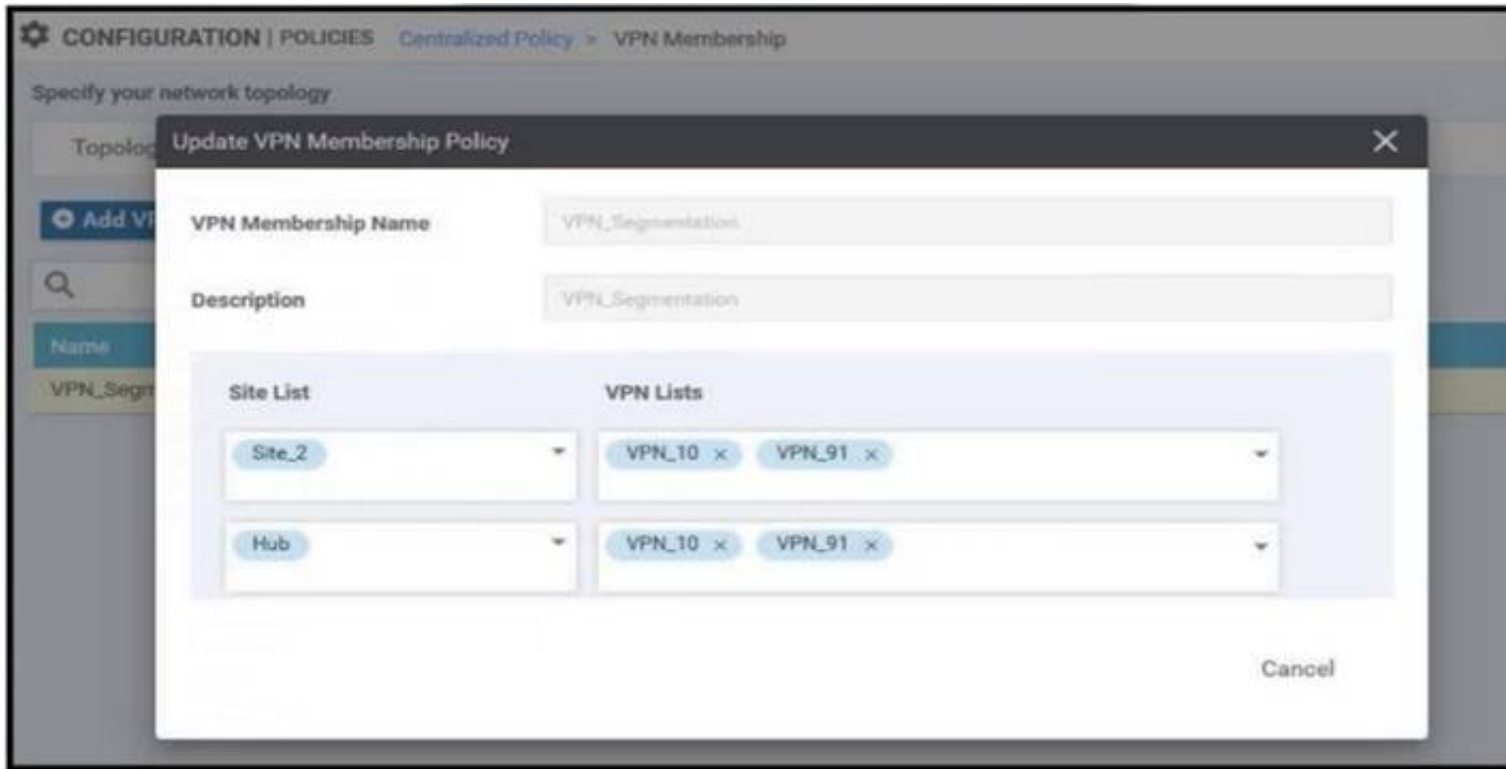 CONFIGURATION | POLICIES Centralized Policy > VPN Membership
Specify your network topology
Topolog
Update VPN Membership Policy
Add VP
VPN Membership Name VPN_Segmentation
Description VPN_Segmentation
Name
VPN_Segm
Site List VPN Lists
Site_2 VPN_10 × VPN_91 ×
Hub VPN_10 × VPN_91 ×
Cancel